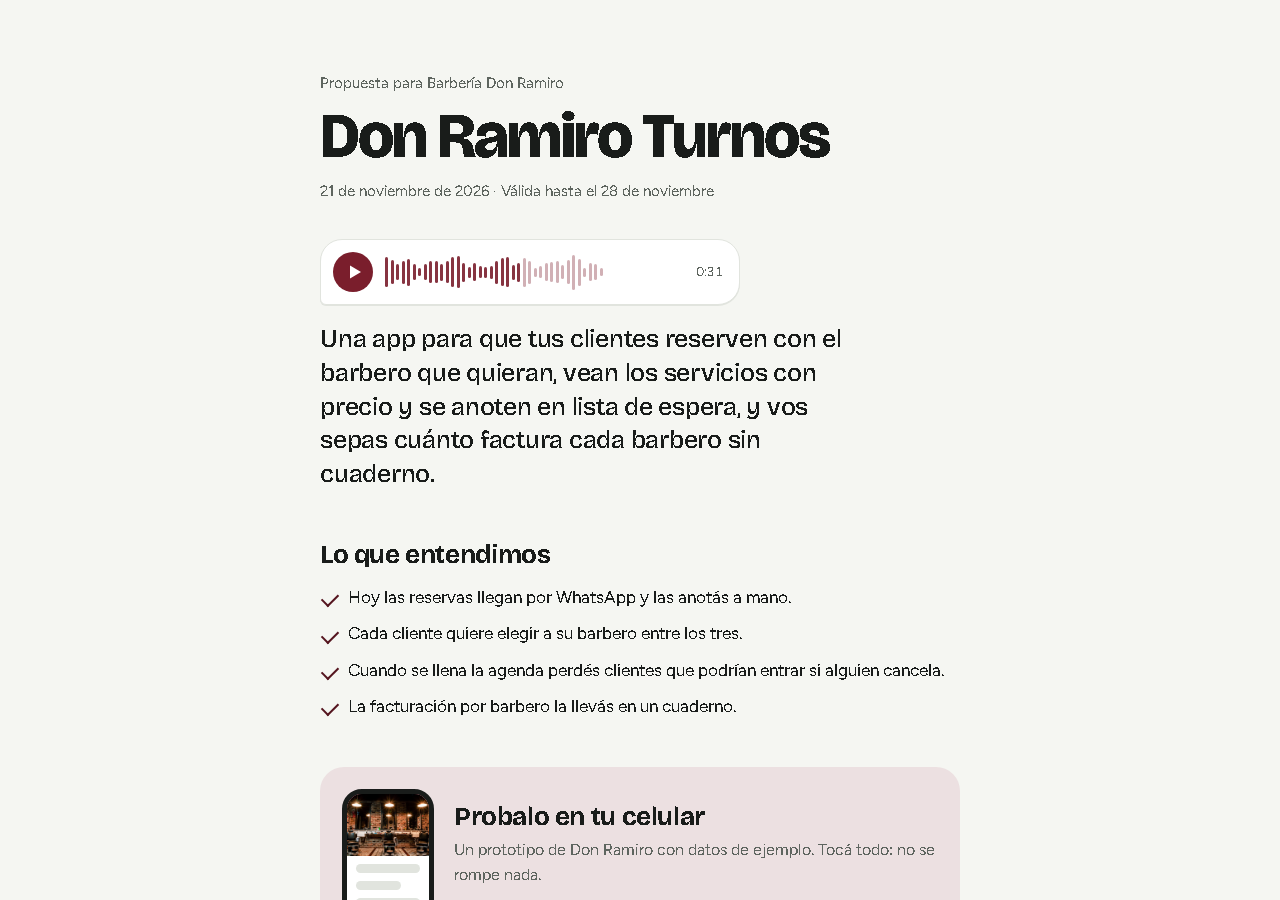 Propuesta para Barbería Don Ramiro
Don Ramiro Turnos
21 de noviembre de 2026 · Válida hasta el 28 de noviembre
0:31
Una app para que tus clientes reserven con el
barbero que quieran, vean los servicios con
precio y se anoten en lista de espera, y vos
sepas cuánto factura cada barbero sin
cuaderno.
Lo que entendimos
Hoy las reservas llegan por WhatsApp y las anotás a mano.
Cada cliente quiere elegir a su barbero entre los tres.
Cuando se llena la agenda perdés clientes que podrían entrar si alguien cancela.
La facturación por barbero la llevás en un cuaderno.
Probalo en tu celular
Un prototipo de Don Ramiro con datos de ejemplo. Tocá todo: no se
rompe nada.